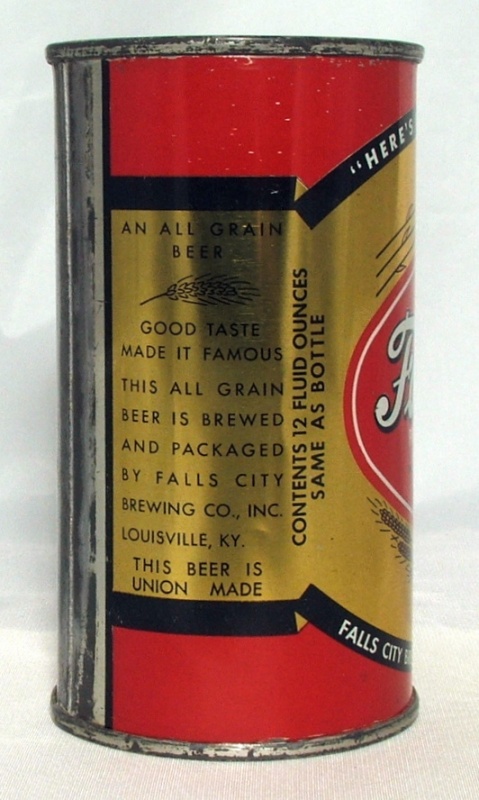 AN ALL GRAIN
BEER
GOOD TASTE
MADE IT FAMOUS
THIS ALL GRAIN
BEER IS BREWED
AND PACKAGED
BY FALLS CITY
BREWING CO., INC.
LOUISVILLE, KY.
THIS BEER IS
UNION MADE
CONTENTS 12 FLUID OUNCES
SAME AS BOTTLE
"HERE'S
FALLS CITY